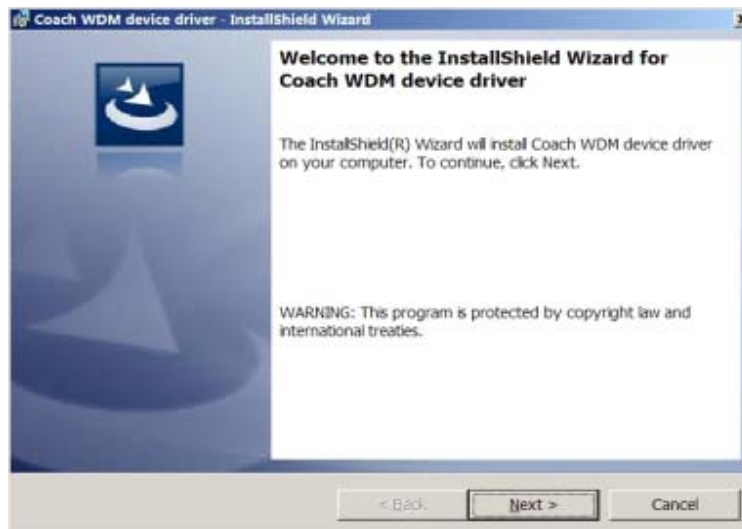 Coach WDM device driver - InstallShield Wizard
Welcome to the InstallShield Wizard for
Coach WDM device driver
The InstallShield(R) Wizard will install Coach WDM device driver
on your computer. To continue, click Next.
WARNING: This program is protected by copyright law and
international treaties.
< Back
Next >
Cancel